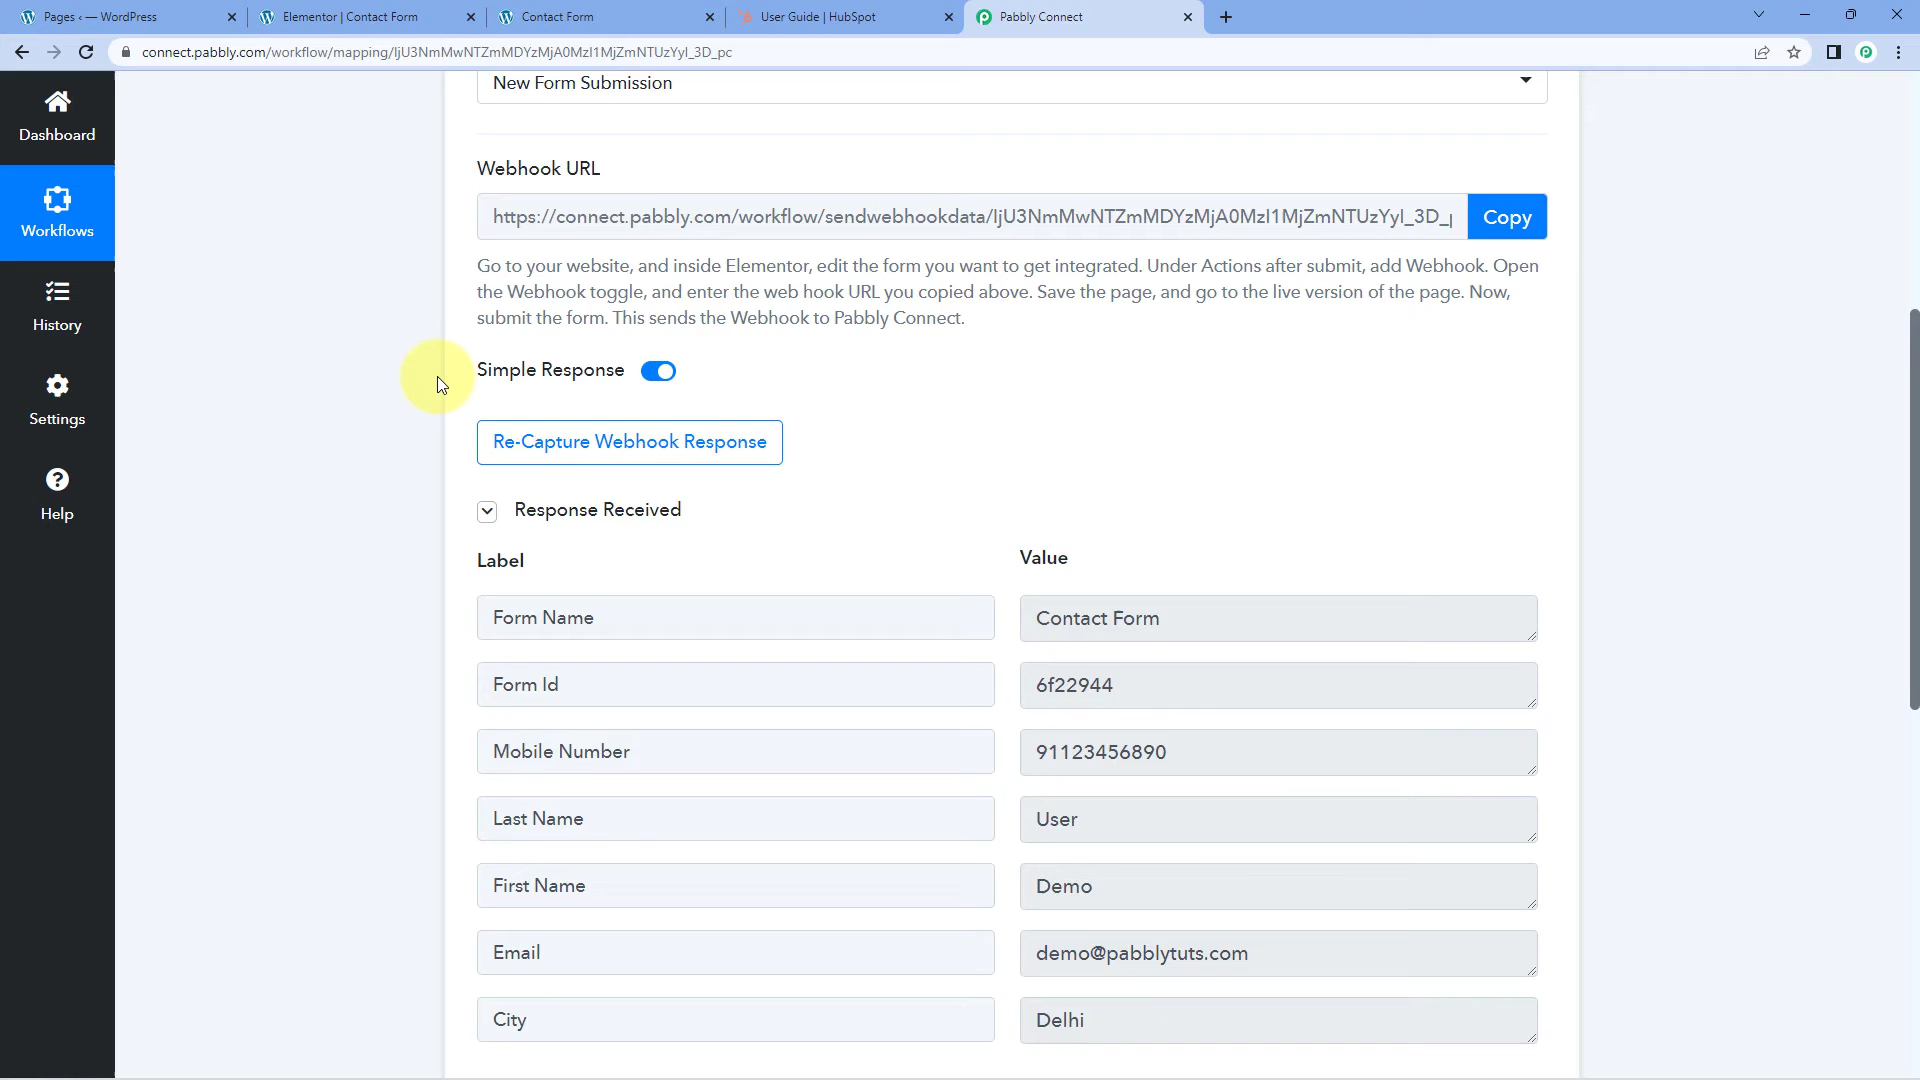 Pages ‹ — WordPress
Elementor | Contact Form
Contact Form
User Guide | HubSpot
Pabbly Connect
connect.pabbly.com/workflow/mapping/IjU3NmMwNTZmMDYzMjA0MzI1MjZmNTUzYyI_3D_pc
Dashboard
Workflows
History
Settings
Help
New Form Submission
Webhook URL
https://connect.pabbly.com/workflow/sendwebhookdata/IjU3NmMwNTZmMDYzMjA0MzI1MjZmNTUzYyI_3D_p
Copy
Go to your website, and inside Elementor, edit the form you want to get integrated. Under Actions after submit, add Webhook. Open
the Webhook toggle, and enter the web hook URL you copied above. Save the page, and go to the live version of the page. Now,
submit the form. This sends the Webhook to Pabbly Connect.
Simple Response
Re-Capture Webhook Response
Response Received
Label
Value
Form Name
Contact Form
Form Id
6f22944
Mobile Number
91123456890
Last Name
User
First Name
Demo
Email
demo@pabblytuts.com
City
Delhi